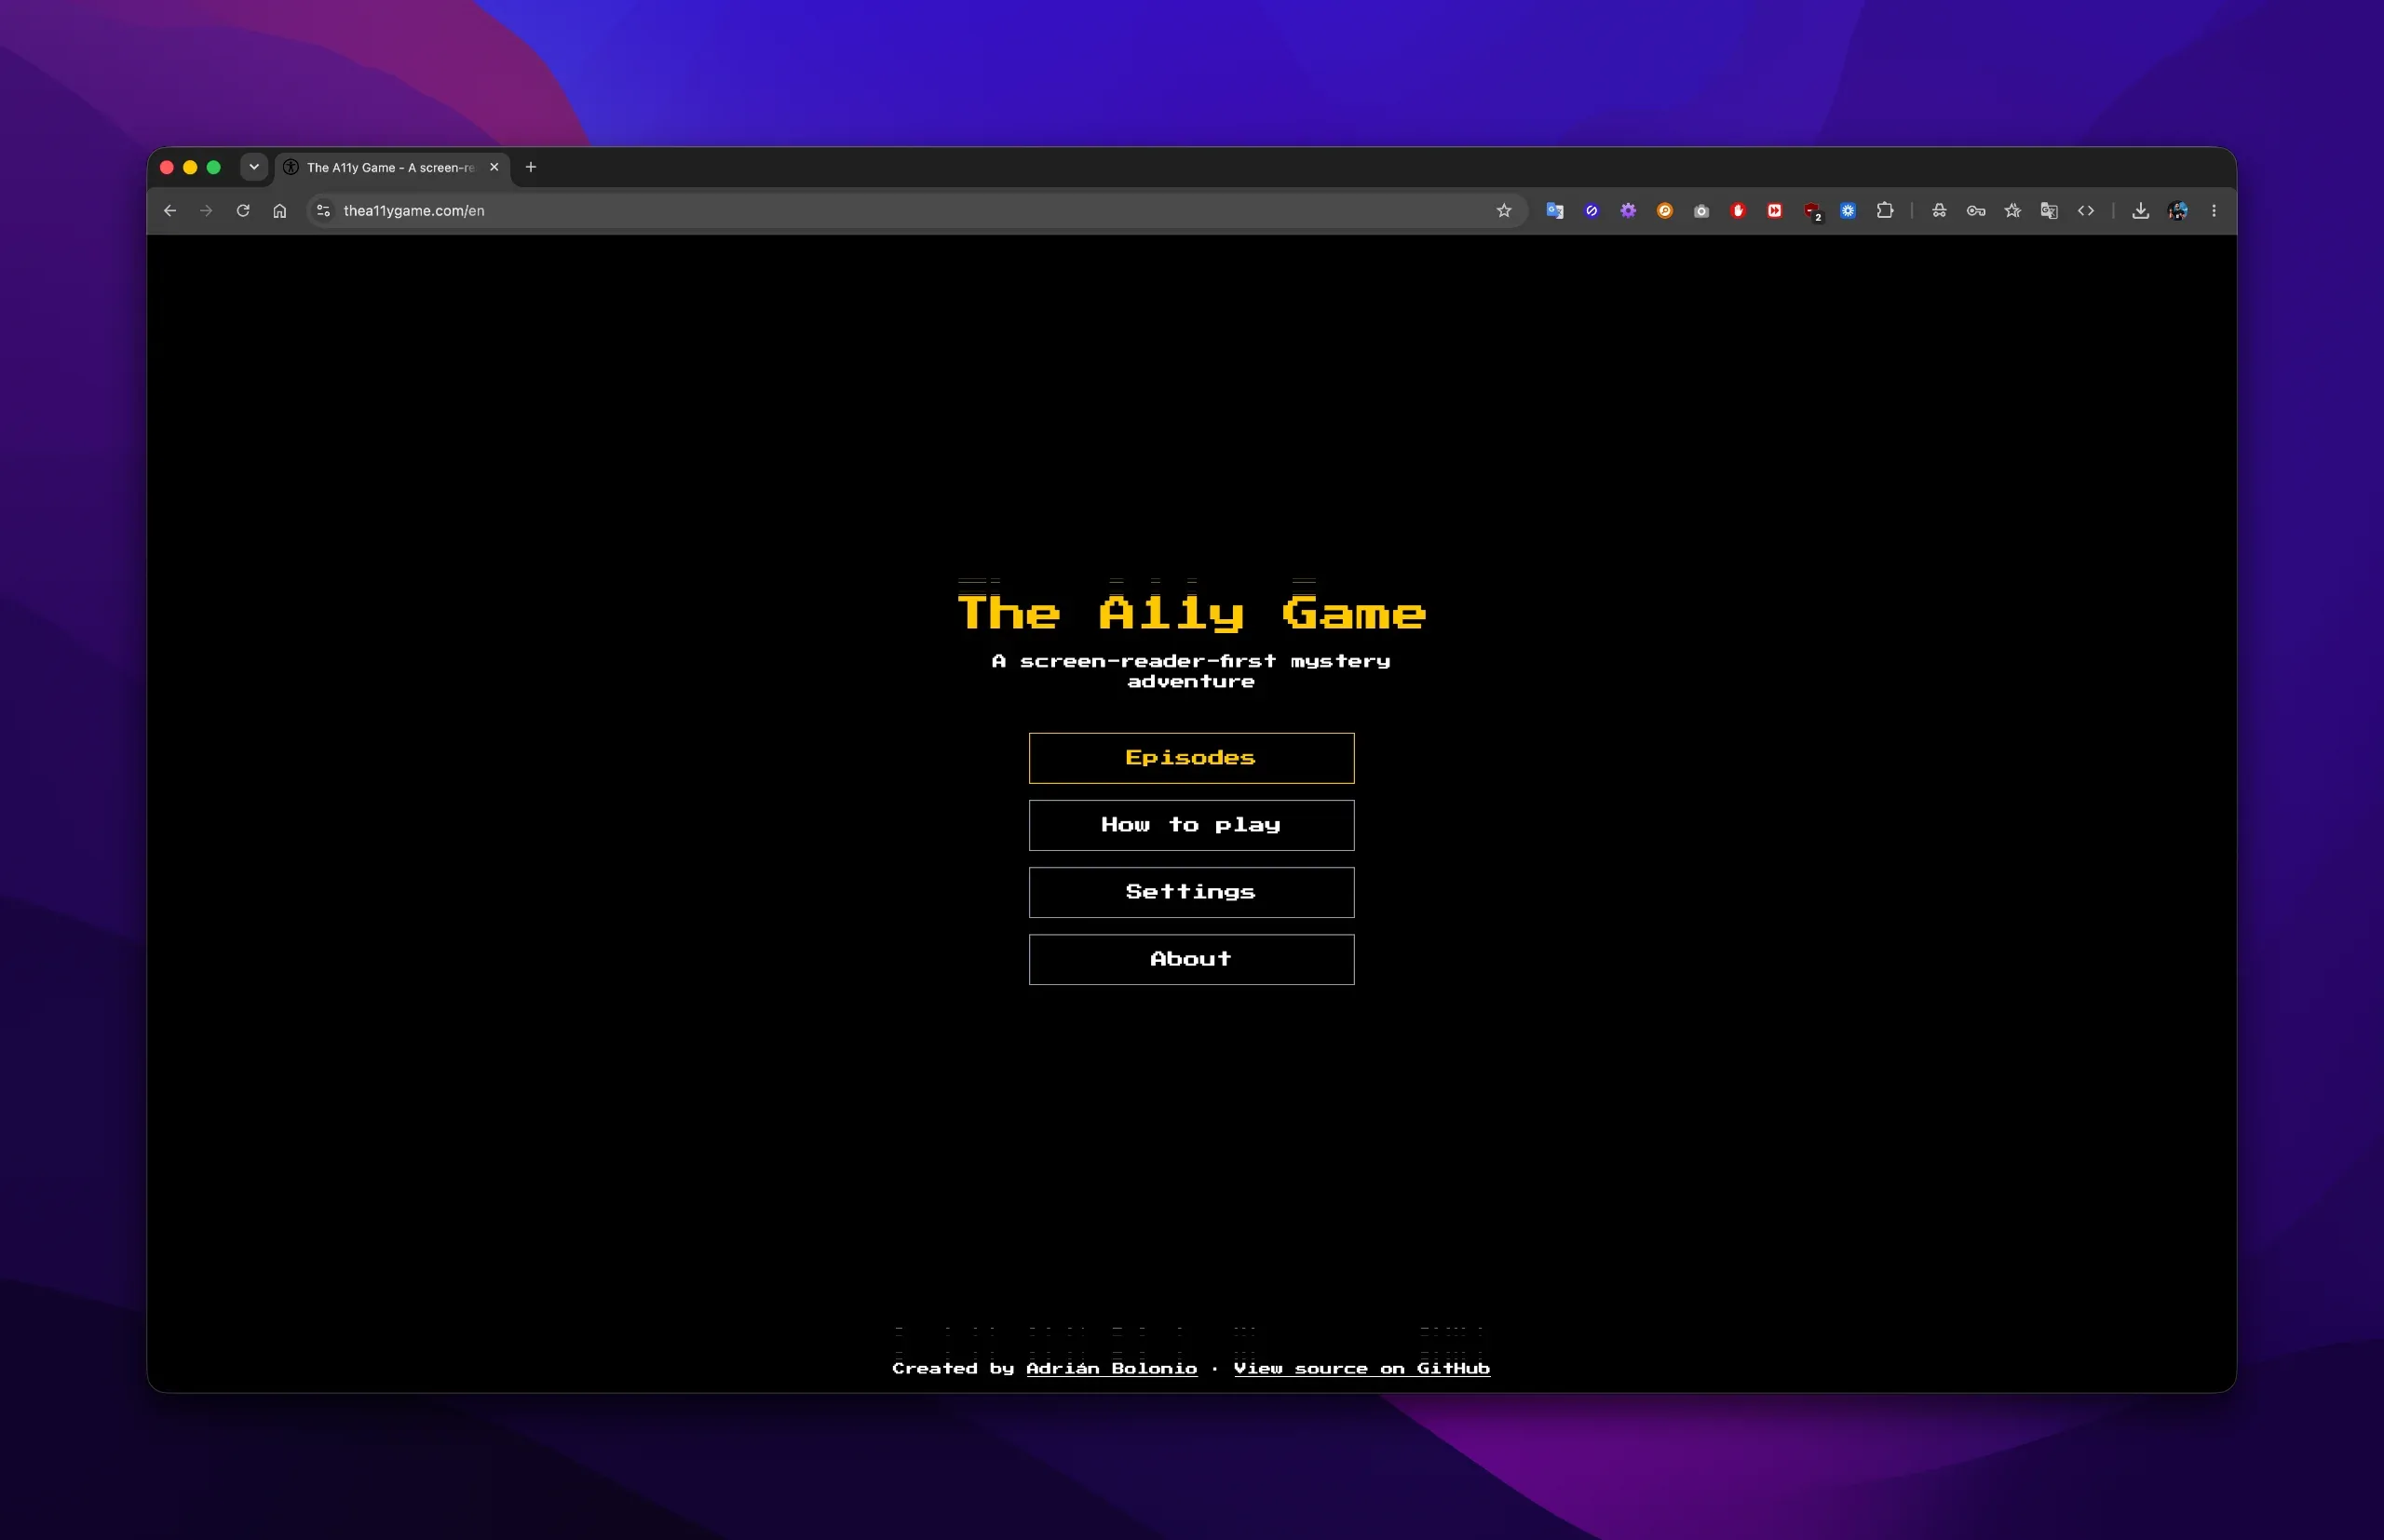 The A11y Game - A screen-re
thea11ygame.com/en
2
The A11y Game
A screen-reader-first mystery
adventure
Episodes
How to play
Settings
About
Created by Adrián Bolonio · View source on GitHub